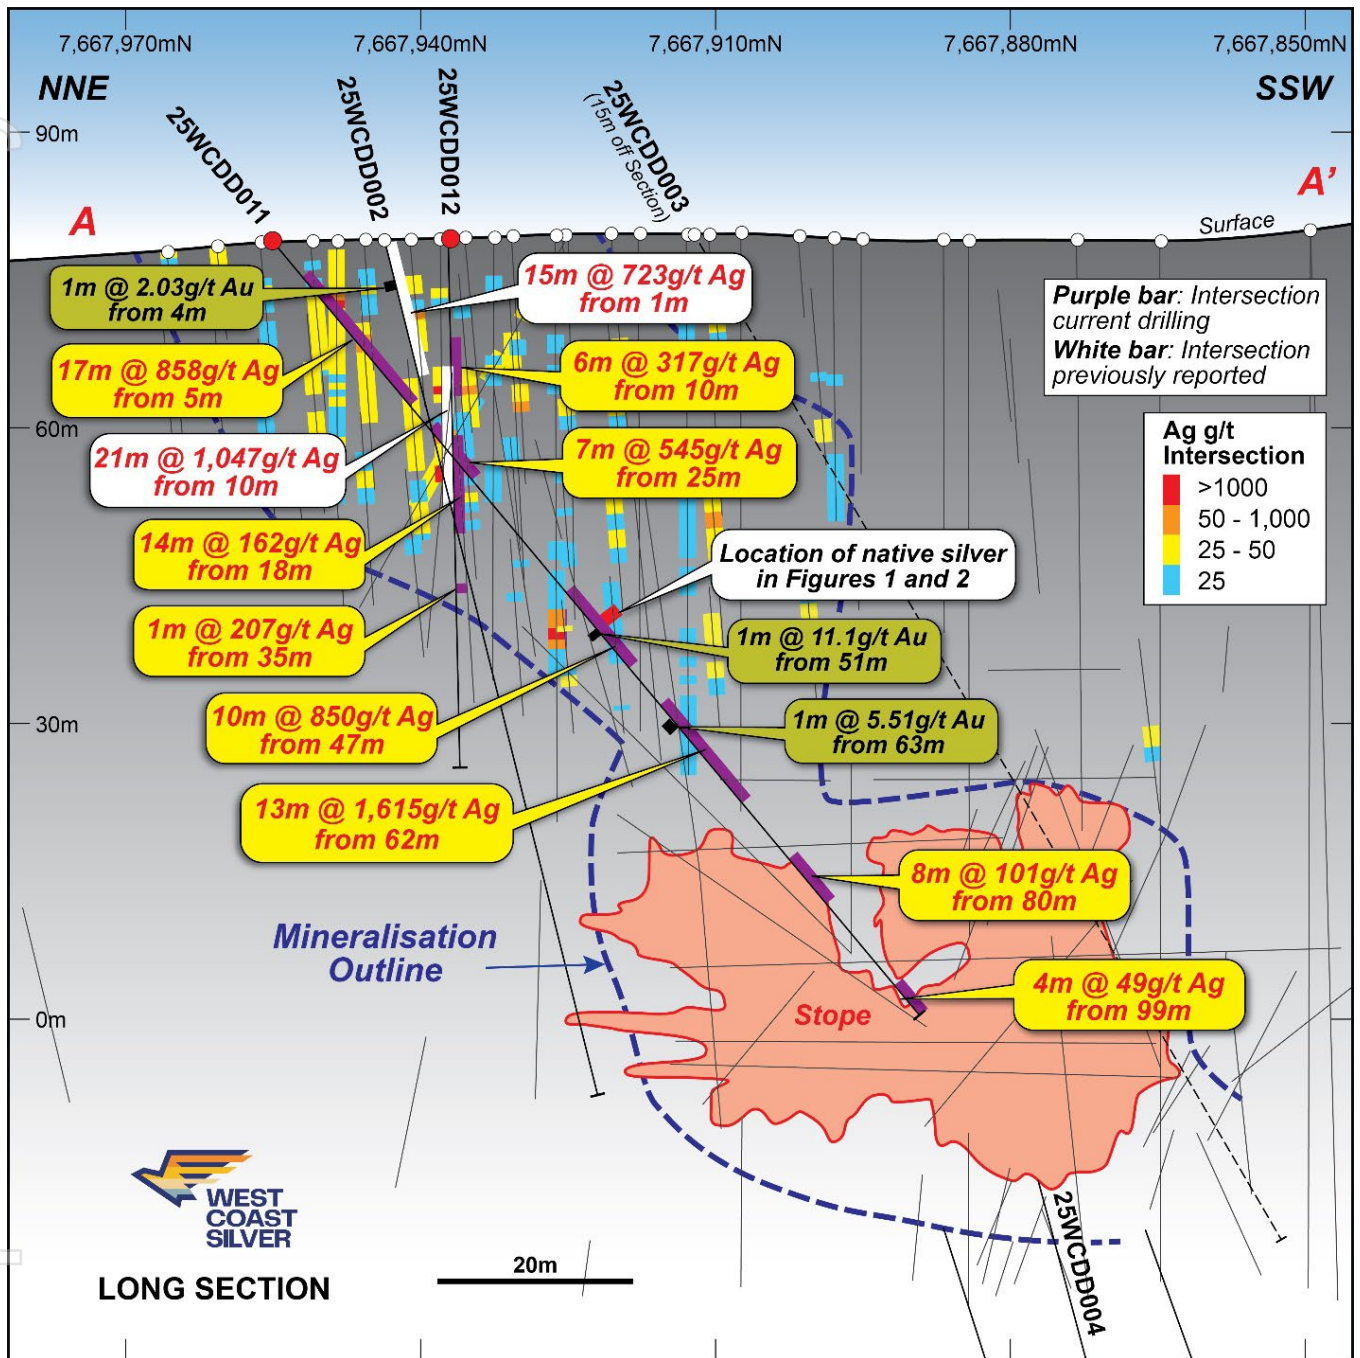 7,667,970mN
7,667,940mN
7,667,910mN
7,667,880mN
7,667,850mN
NNE
SSW
90m
25WCDD011
25WCDD002
25WCDD012
25WCDD003
(15m off Section)
A
A’
Surface
1m @ 2.03g/t Au
from 4m
15m @ 723g/t Ag
from 1m
Purple bar: Intersection
current drilling
White bar: Intersection
previously reported
17m @ 858g/t Ag
from 5m
6m @ 317g/t Ag
from 10m
60m
Ag g/t
Intersection
>1000
50 - 1,000
25 - 50
25
21m @ 1,047g/t Ag
from 10m
7m @ 545g/t Ag
from 25m
14m @ 162g/t Ag
from 18m
Location of native silver
in Figures 1 and 2
1m @ 207g/t Ag
from 35m
1m @ 11.1g/t Au
from 51m
10m @ 850g/t Ag
from 47m
1m @ 5.51g/t Au
from 63m
30m
13m @ 1,615g/t Ag
from 62m
8m @ 101g/t Ag
from 80m
Mineralisation
Outline
4m @ 49g/t Ag
from 99m
Stope
0m
WEST
COAST
SILVER
25WCDD004
20m
LONG SECTION